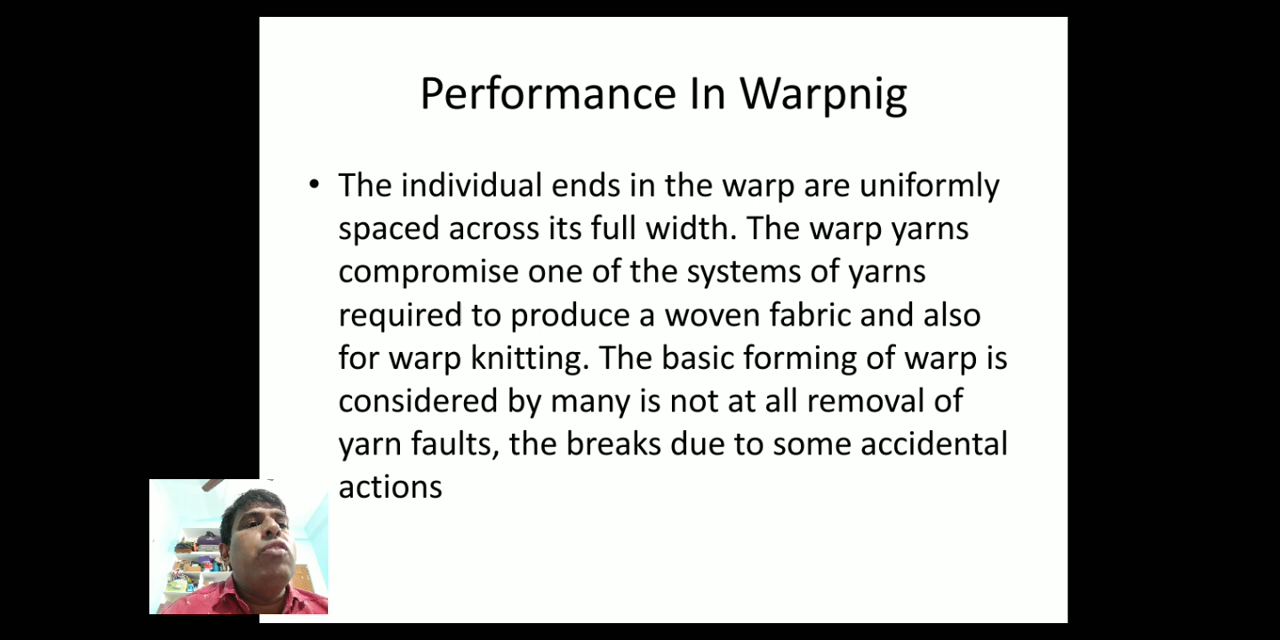 Performance In Warpnig
• The individual ends in the warp are uniformly
spaced across its full width. The warp yarns
compromise one of the systems of yarns
required to produce a woven fabric and also
for warp knitting. The basic forming of warp is
considered by many is not at all removal of
yarn faults, the breaks due to some accidental
actions